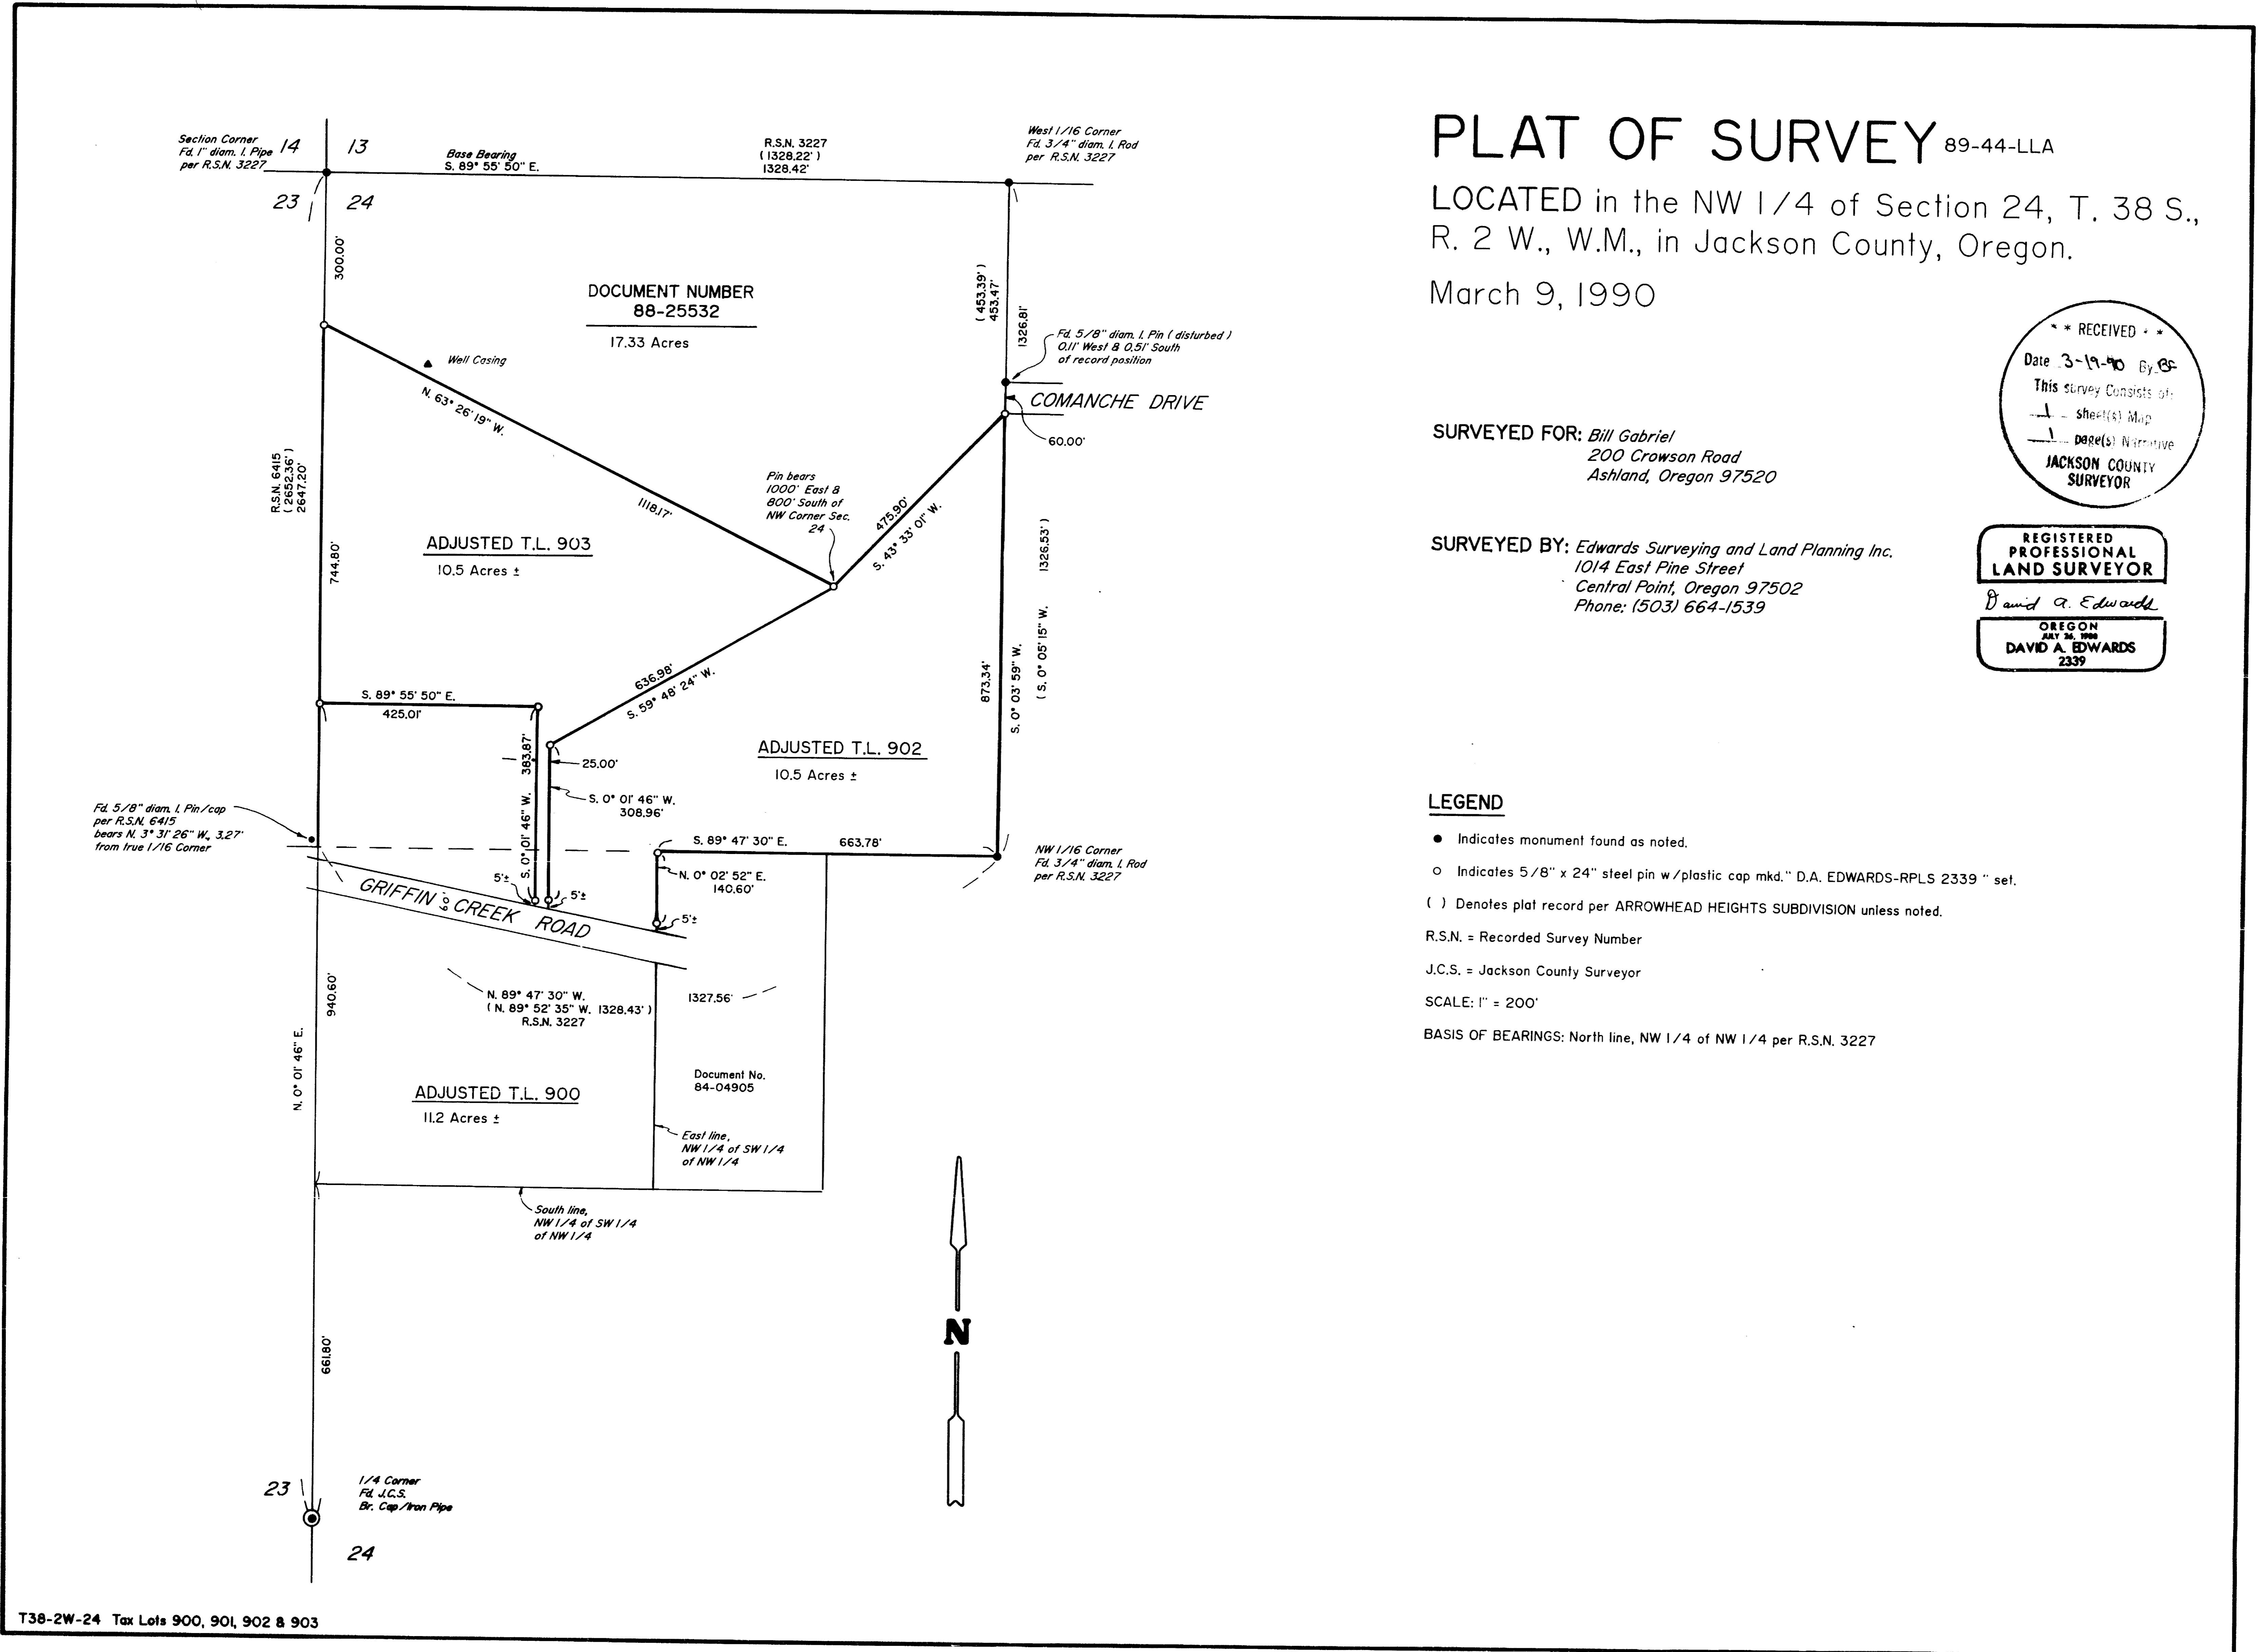 PLAT OF SURVEY 89-44-LLA
LOCATED in the NW 1/4 of Section 24, T. 38 S.,
R. 2 W., W.M., in Jackson County, Oregon.
March 9, 1990
* * RECEIVED * *
Date 3-19-90 By
This survey Consists of:
1 sheet(s) Map
1 page(s) Narrative
JACKSON COUNTY
SURVEYOR
SURVEYED FOR: Bill Gabriel
200 Crowson Road
Ashland, Oregon 97520
SURVEYED BY: Edwards Surveying and Land Planning Inc.
1014 East Pine Street
Central Point, Oregon 97502
Phone: (503) 664-1539
REGISTERED
PROFESSIONAL
LAND SURVEYOR
David A. Edwards
OREGON
JULY 26, 1988
DAVID A. EDWARDS
2339
LEGEND
● Indicates monument found as noted.
○ Indicates 5/8" x 24" steel pin w/plastic cap mkd." D.A. EDWARDS-RPLS 2339 " set.
( ) Denotes plat record per ARROWHEAD HEIGHTS SUBDIVISION unless noted.
R.S.N. = Recorded Survey Number
J.C.S. = Jackson County Surveyor
SCALE: 1" = 200'
BASIS OF BEARINGS: North line, NW 1/4 of NW 1/4 per R.S.N. 3227
Section Corner
Fd. 1" diam. I. Pipe
per R.S.N. 3227
14
13
23
24
Base Bearing
S. 89° 55' 50" E.
R.S.N. 3227
( 1328.22' )
1328.42'
West 1/16 Corner
Fd. 3/4" diam. I. Rod
per R.S.N. 3227
300.00'
DOCUMENT NUMBER
88-25532
17.33 Acres
( 453.39' )
453.47'
1326.81'
Fd. 5/8" diam. I. Pin ( disturbed )
0.11' West & 0.51' South
of record position
COMANCHE DRIVE
60.00'
Well Casing
N. 63° 26' 19" W.
1118.17'
Pin bears
1000' East &
800' South of
NW Corner Sec.
24
475.90'
S. 43° 33' 01" W.
R.S.N. 6415
( 2652.36' )
2647.20'
744.80'
ADJUSTED T.L. 903
10.5 Acres ±
1326.53' )
( S. 0° 05' 15" W.
873.34'
S. 0° 03' 59" W.
636.98'
S. 59° 48' 24" W.
S. 89° 55' 50" E.
425.01'
383.87'
S. 0° 01' 46" W.
25.00'
S. 0° 01' 46" W.
308.96'
ADJUSTED T.L. 902
10.5 Acres ±
Fd. 5/8" diam. I. Pin/cap
per R.S.N. 6415
bears N. 3° 31' 26" W., 3.27'
from true 1/16 Corner
S. 89° 47' 30" E.
663.78'
N. 0° 02' 52" E.
140.60'
NW 1/16 Corner
Fd. 3/4" diam. I. Rod
per R.S.N. 3227
5'±
5'±
5'±
GRIFFIN CREEK ROAD
60'
940.60'
N. 0° 01' 46" E.
N. 89° 47' 30" W.
( N. 89° 52' 35" W. 1328.43' )
R.S.N. 3227
1327.56'
Document No.
84-04905
ADJUSTED T.L. 900
11.2 Acres ±
East line,
NW 1/4 of SW 1/4
of NW 1/4
South line,
NW 1/4 of SW 1/4
of NW 1/4
661.80'
N
23
1/4 Corner
Fd. J.C.S.
Br. Cap/Iron Pipe
24
T38-2W-24 Tax Lots 900, 901, 902 & 903